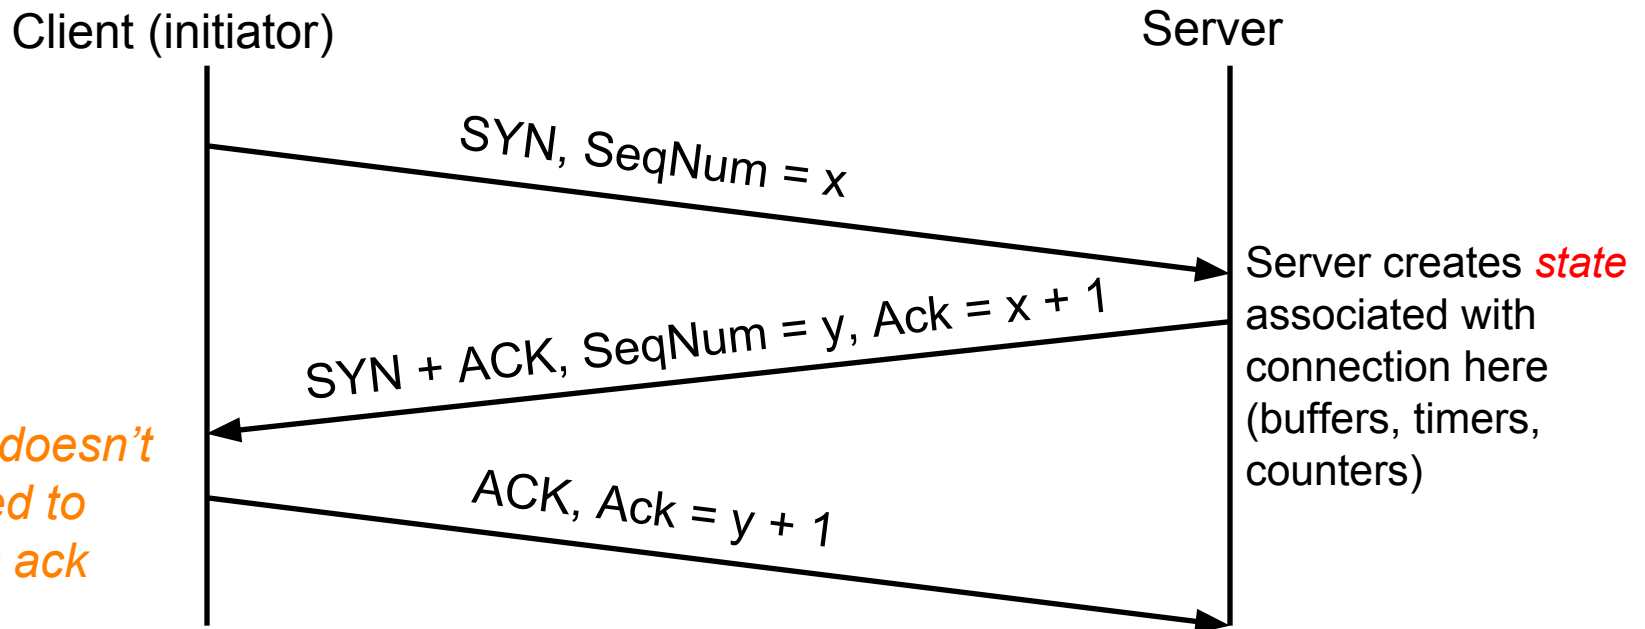 Client (initiator)
Server
SYN, SeqNum = x
Server creates state
associated with
connection here
(buffers, timers,
counters)
SYN + ACK, SeqNum = y, Ack = x + 1
doesn’t
to
ack
ACK, Ack = y + 1